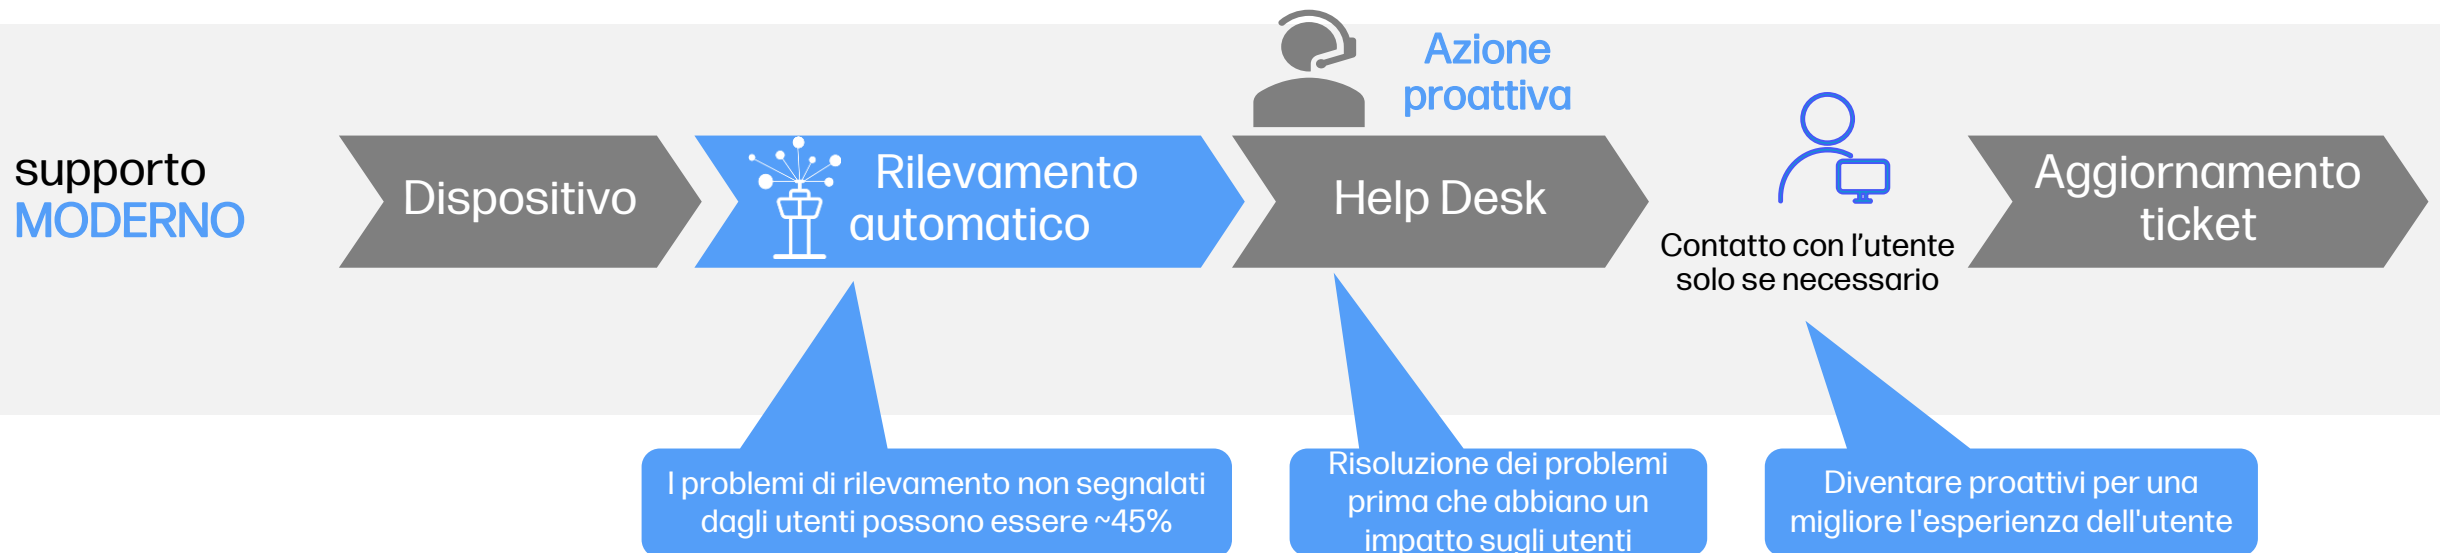 supporto
MODERNO
Dispositivo
Rilevamento
automatico
Azione
proattiva
Help Desk
Contatto con l’utente
solo se necessario
Aggiornamento
ticket
I problemi di rilevamento non segnalati
dagli utenti possono essere ~45%
Risoluzione dei problemi
prima che abbiano un
impatto sugli utenti
Diventare proattivi per una
migliore l'esperienza dell'utente